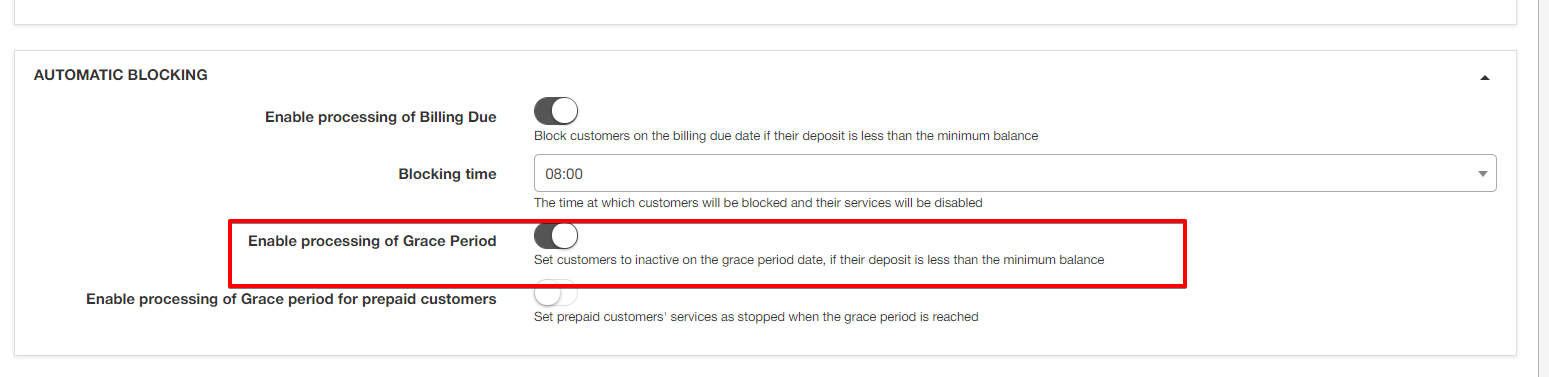 AUTOMATIC BLOCKING
Enable processing of Billing Due
Block customers on the billing due date if their deposit is less than the minimum balance
Blocking time
08:00
The time at which customers will be blocked and their services will be disabled
Enable processing of Grace Period
Set customers to inactive on the grace period date, if their deposit is less than the minimum balance
Enable processing of Grace period for prepaid customers
Set prepaid customers' services as stopped when the grace period is reached